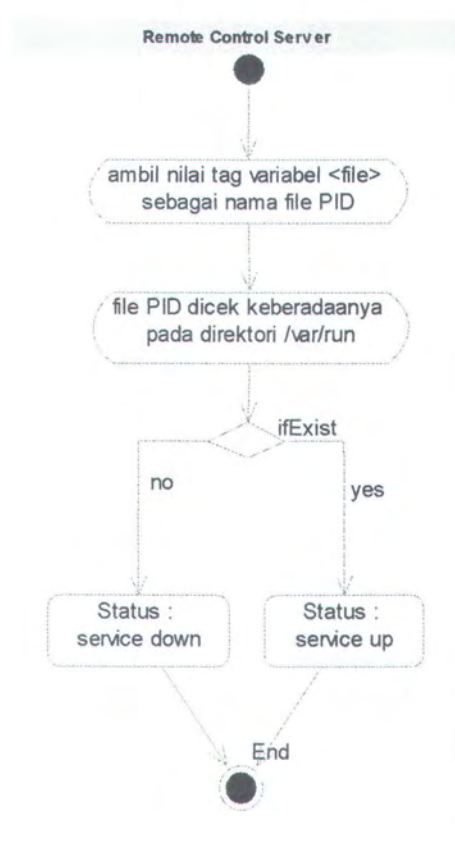 Remote Control Server
ambil nilai tag variabel <file>
sebagai nama file PID
file PID dicek keberadaanya
pada direktori /var/run
ifExist
no
yes
Status :
service down
Status :
service up
End